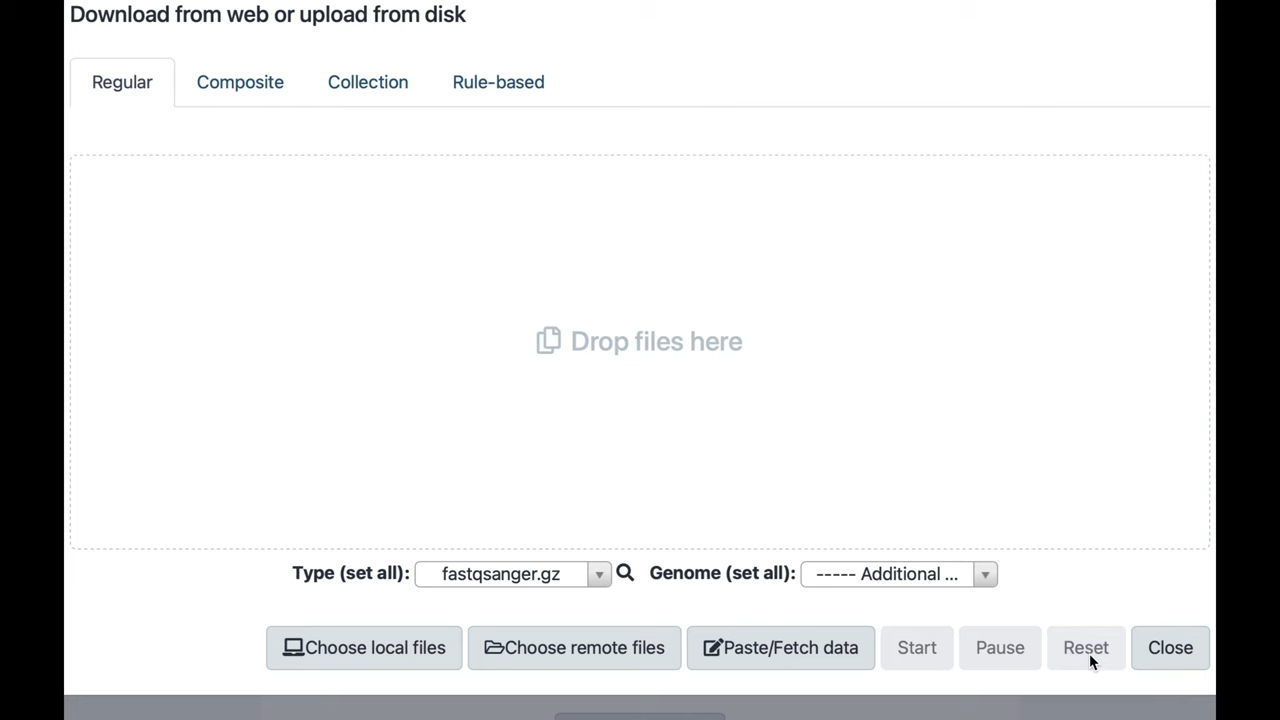 Download from web or upload from disk
Regular Composite Collection Rule-based
Drop files here
Type (set all): fastqsanger.gz Genome (set all): ----- Additional ...
Choose local files Choose remote files Paste/Fetch data Start Pause Reset Close